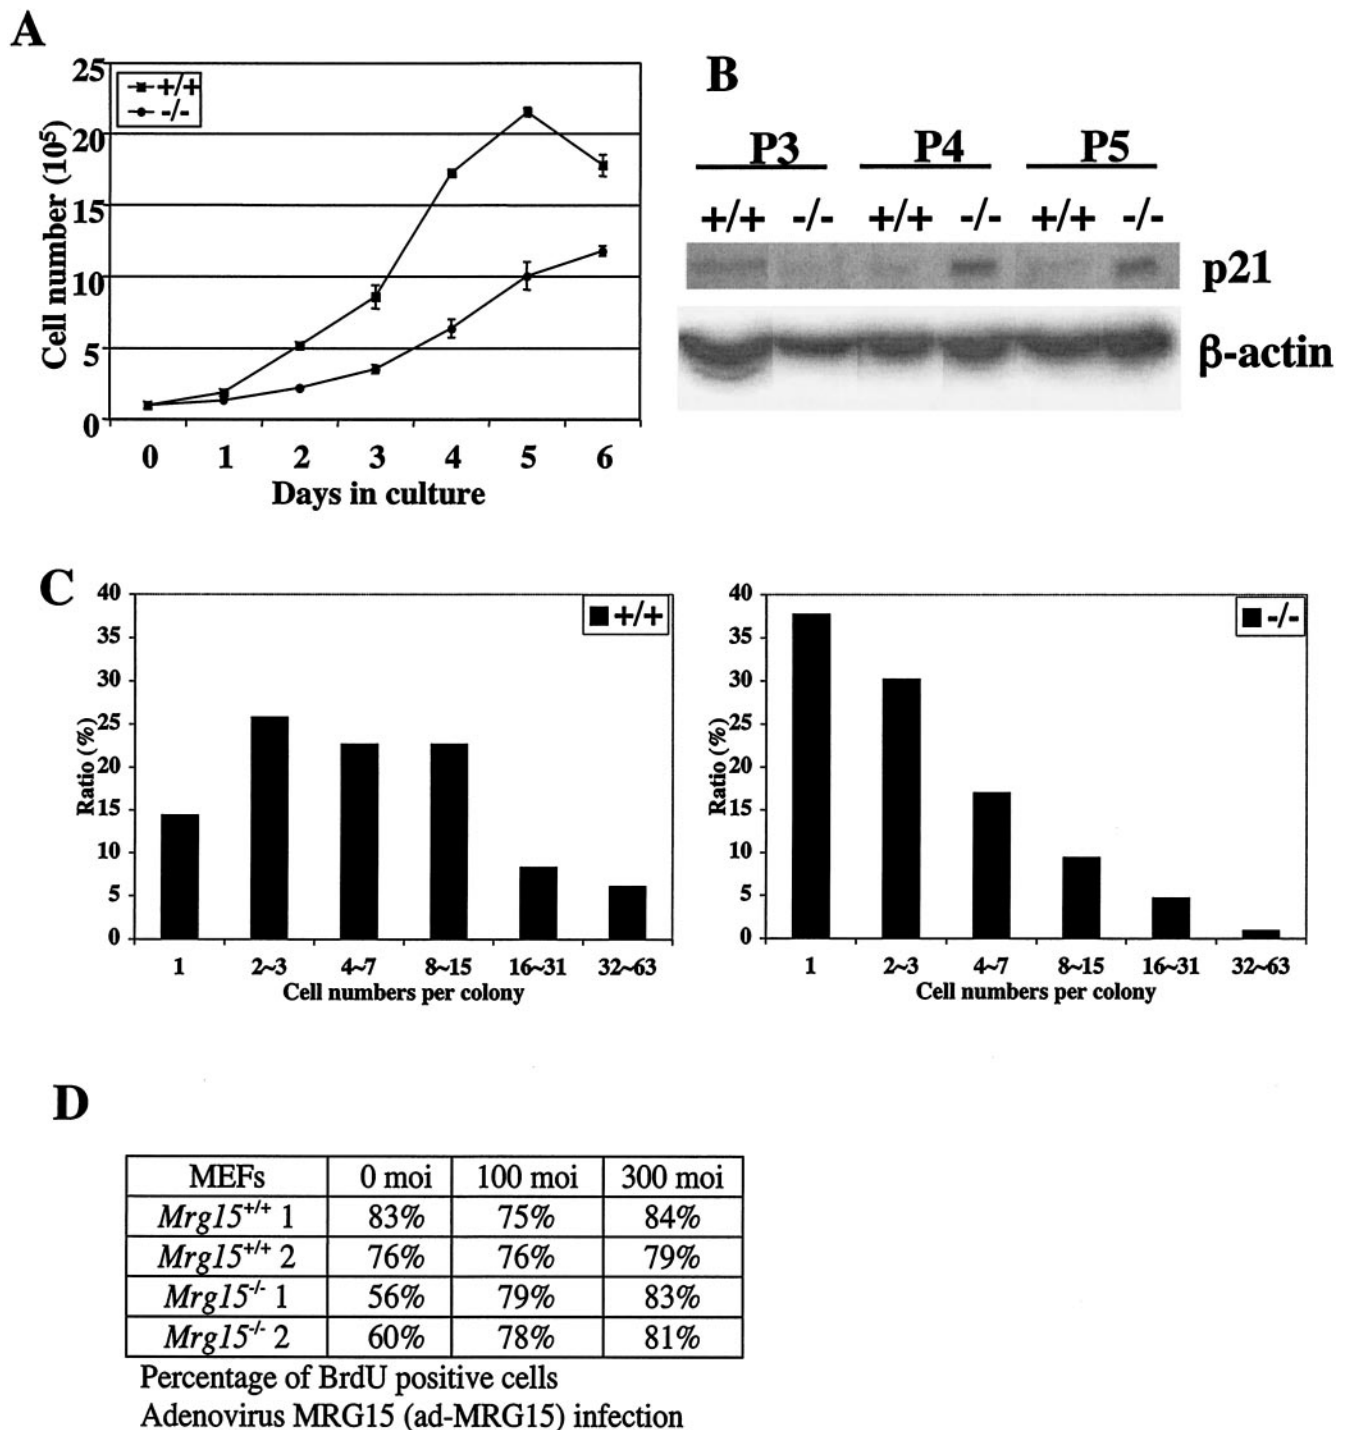 A
25
20
15
10
5
0
+/+
-/-
Cell number (10⁵)
0 1 2 3 4 5 6
Days in culture
B
P3 P4 P5
+/+ -/- +/+ -/- +/+ -/-
p21
β-actin
C
40
35
30
25
20
15
10
5
0
Ratio (%)
+/+
1 2~3 4~7 8~15 16~31 32~63
Cell numbers per colony
40
35
30
25
20
15
10
5
0
Ratio (%)
-/-
1 2~3 4~7 8~15 16~31 32~63
Cell numbers per colony
D
MEFs 0 moi 100 moi 300 moi
Mrg15⁺/⁺ 1 83% 75% 84%
Mrg15⁺/⁺ 2 76% 76% 79%
Mrg15⁻/⁻ 1 56% 79% 83%
Mrg15⁻/⁻ 2 60% 78% 81%
Percentage of BrdU positive cells
Adenovirus MRG15 (ad-MRG15) infection